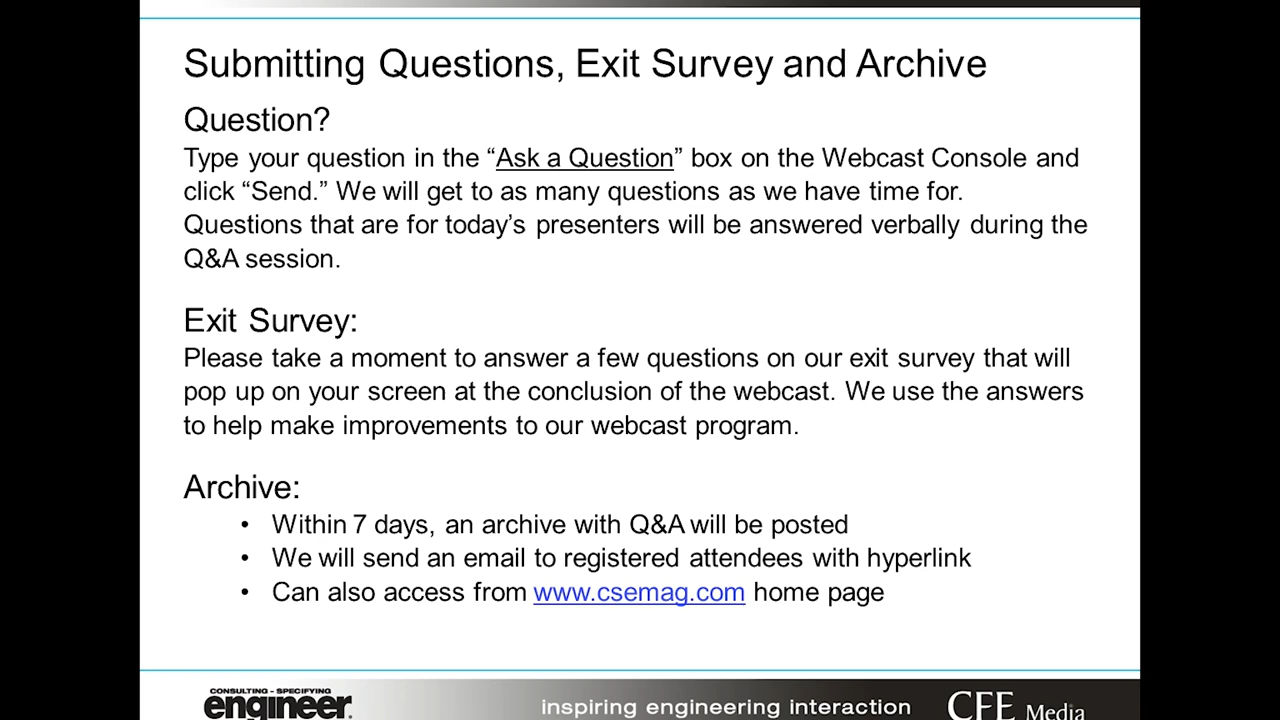 Submitting Questions, Exit Survey and Archive
Question?
Type your question in the “Ask a Question” box on the Webcast Console and
click “Send.” We will get to as many questions as we have time for.
Questions that are for today’s presenters will be answered verbally during the
Q&A session.
Exit Survey:
Please take a moment to answer a few questions on our exit survey that will
pop up on your screen at the conclusion of the webcast. We use the answers
to help make improvements to our webcast program.
Archive:
• Within 7 days, an archive with Q&A will be posted
• We will send an email to registered attendees with hyperlink
• Can also access from www.csemag.com home page
CONSULTING - SPECIFYING
engineer
inspiring engineering interaction
CFE Media